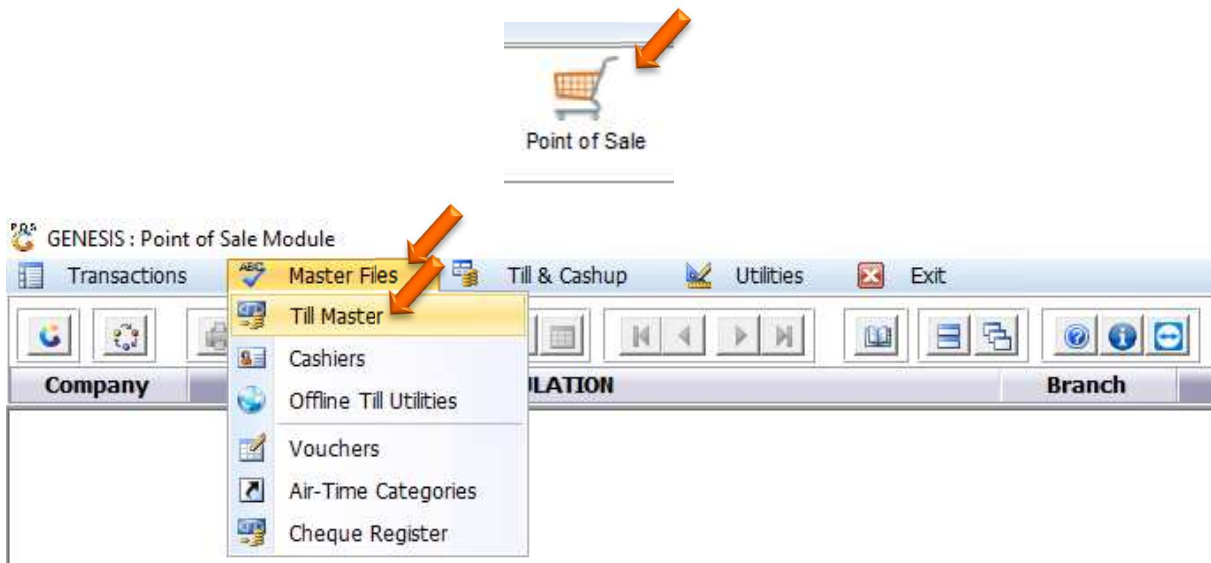 Point of Sale
GENESIS : Point of Sale Module
Transactions Master Files Till & Cashup Utilities Exit
Till Master
Cashiers
Company ULATION Branch
Offline Till Utilities
Vouchers
Air-Time Categories
Cheque Register